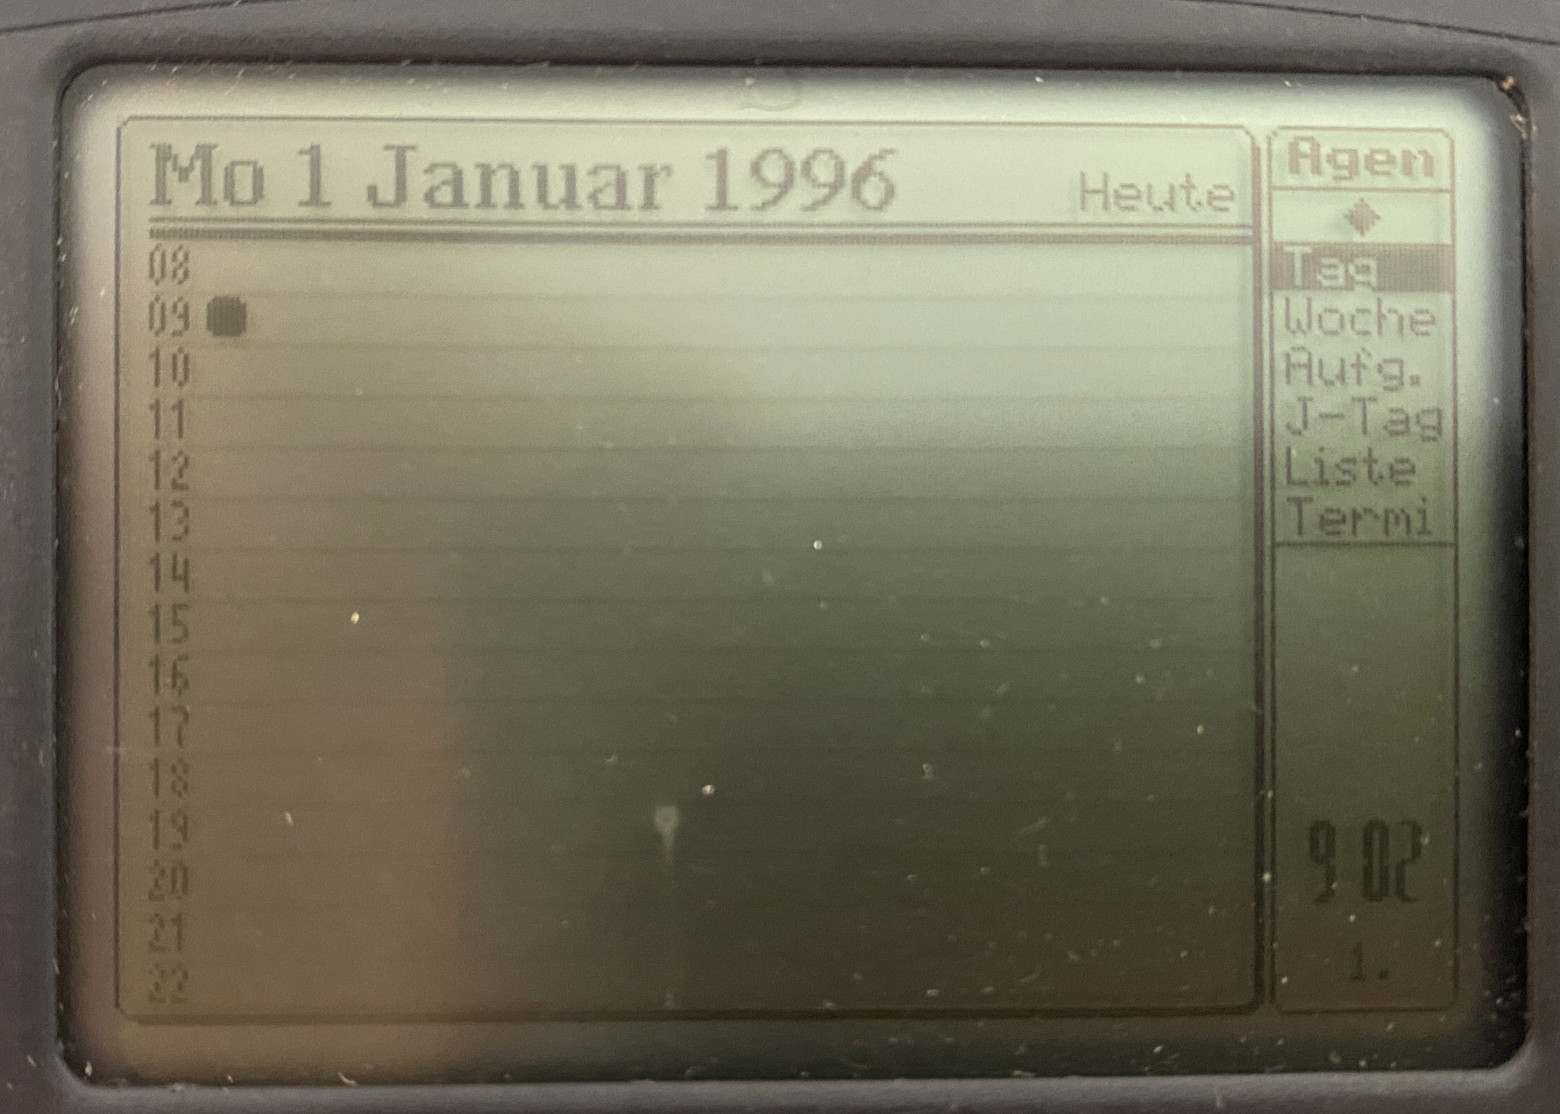 Mo 1 Januar 1996 Heute
08
09
10
11
12
13
14
15
16
17
18
19
20
21
22
Agen
Tag
Woche
Aufg.
J-Tag
Liste
Termi
9 02
1.